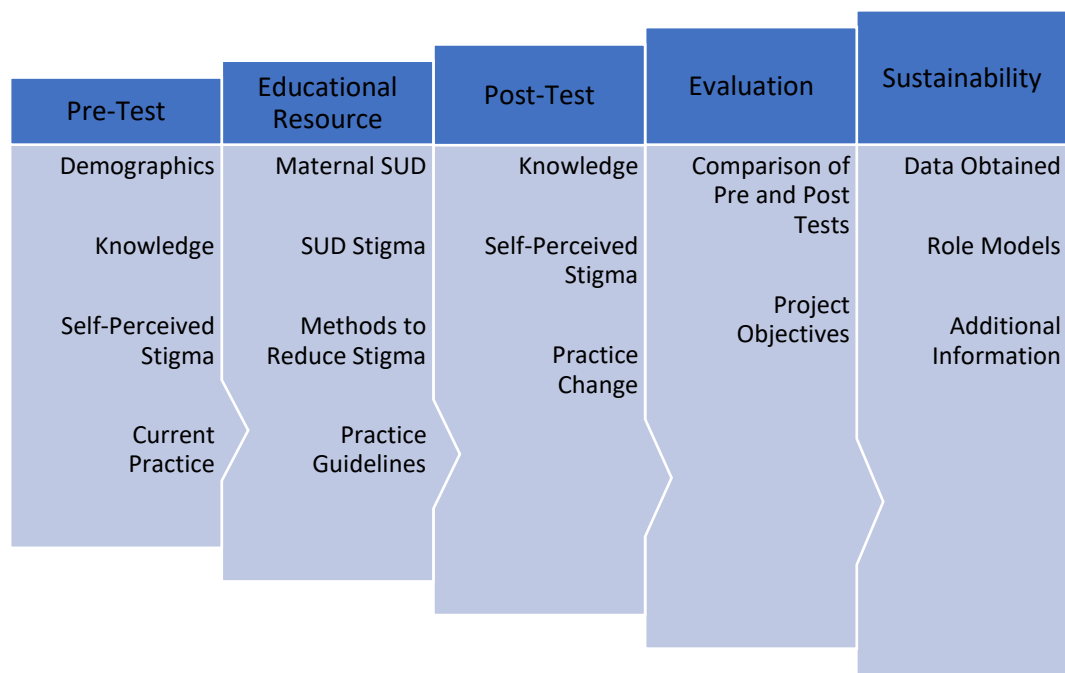 Pre-Test
Demographics
Knowledge
Self-Perceived
Stigma
Current
Practice
Educational
Resource
Maternal SUD
SUD Stigma
Methods to
Reduce Stigma
Practice
Guidelines
Post-Test
Knowledge
Self-Perceived
Stigma
Practice
Change
Evaluation
Comparison of
Pre and Post
Tests
Project
Objectives
Sustainability
Data Obtained
Role Models
Additional
Information